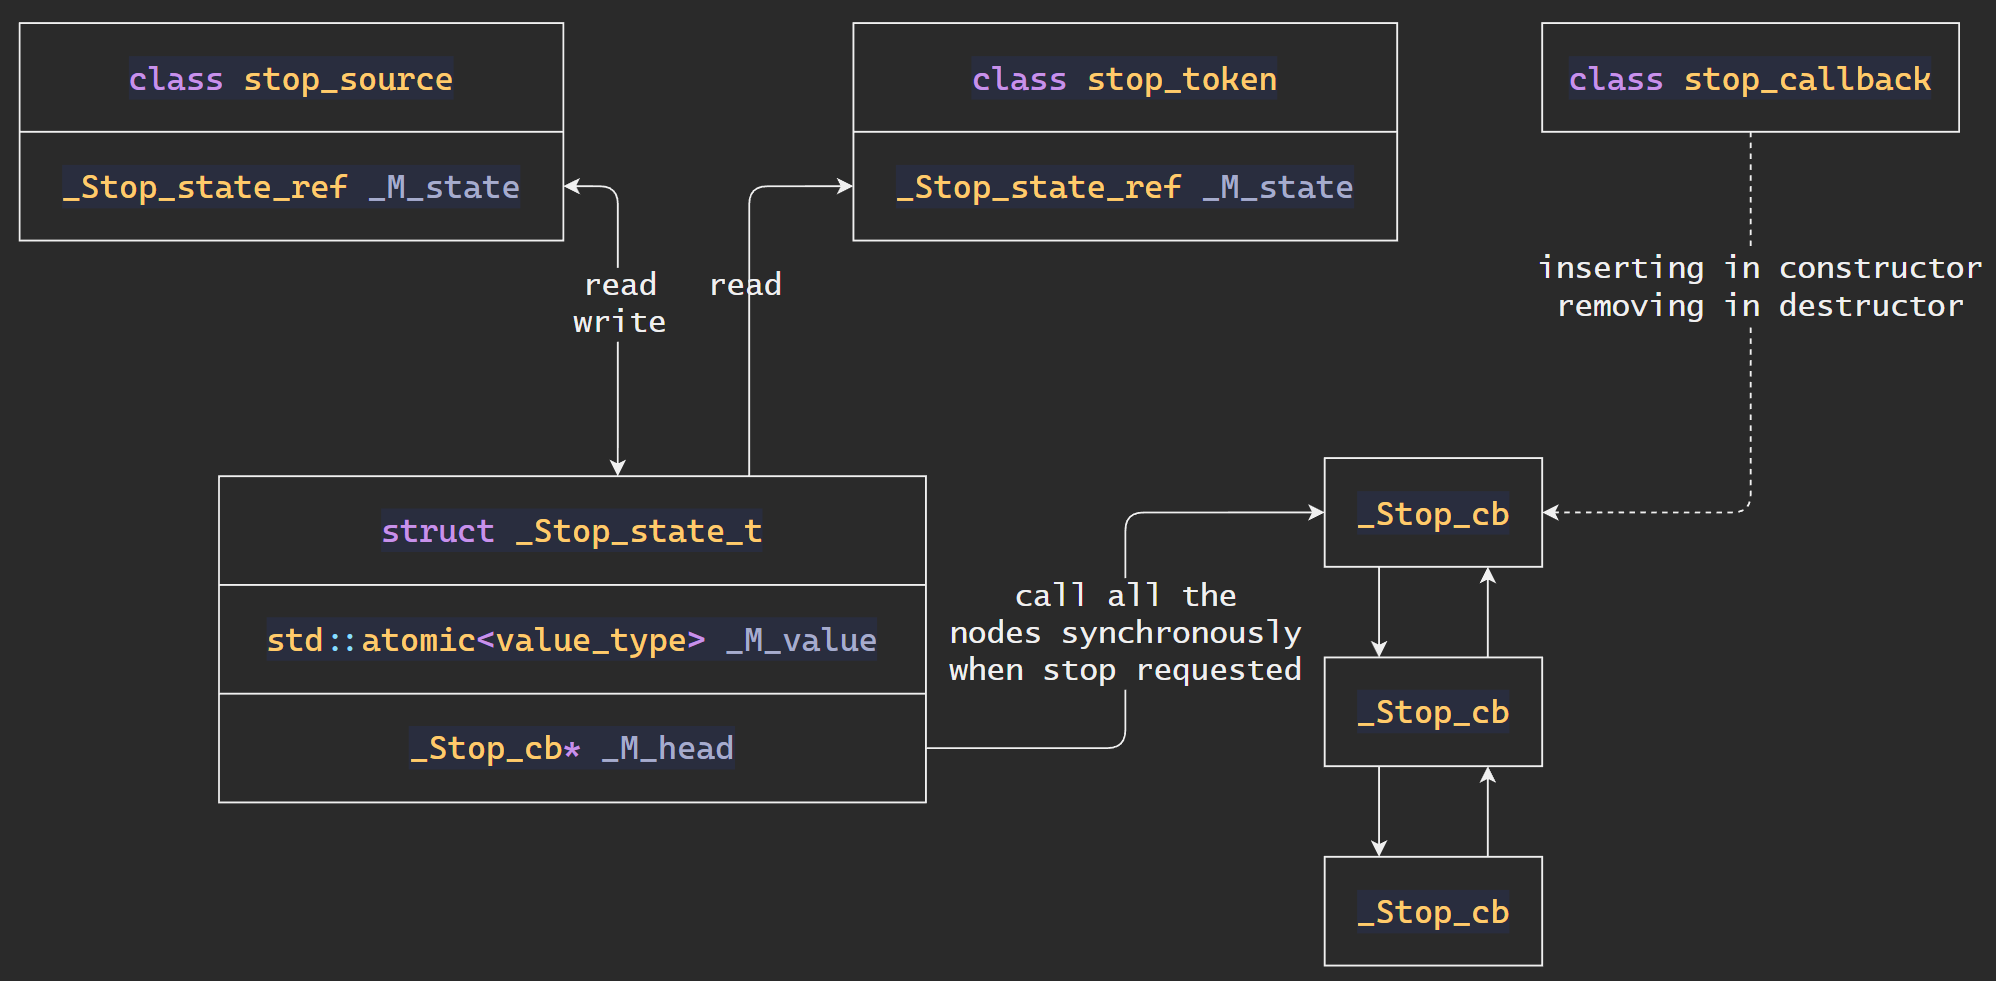 class stop_source
_Stop_state_ref _M_state
class stop_token
_Stop_state_ref _M_state
class stop_callback
read
write
read
inserting in constructor
removing in destructor
struct _Stop_state_t
std::atomic<value_type> _M_value
_Stop_cb* _M_head
call all the
nodes synchronously
when stop requested
_Stop_cb
_Stop_cb
_Stop_cb